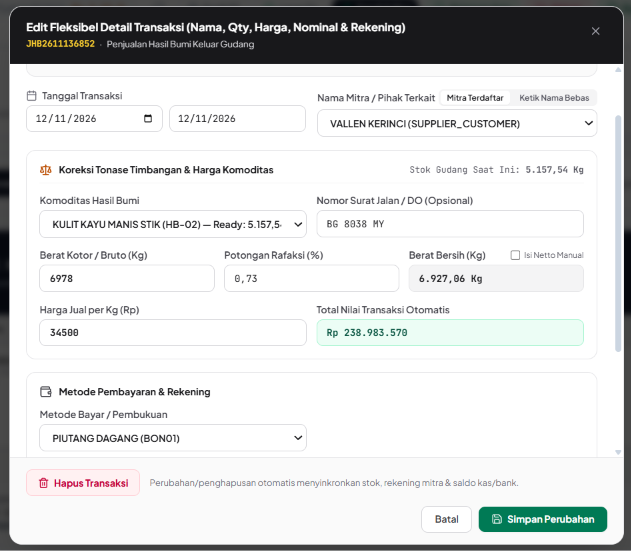 Edit Fleksibel Detail Transaksi (Nama, Qty, Harga, Nominal & Rekening)
JHB2611136852 · Penjualan Hasil Bumi Keluar Gudang
Tanggal Transaksi
12/11/2026
12/11/2026
Nama Mitra / Pihak Terkait
Mitra Terdaftar
Ketik Nama Bebas
VALLEN KERINCI (SUPPLIER_CUSTOMER)
Koreksi Tonase Timbangan & Harga Komoditas
Stok Gudang Saat Ini: 5.157,54 Kg
Komoditas Hasil Bumi
KULIT KAYU MANIS STIK (HB-02) — Ready: 5.157,5
Nomor Surat Jalan / DO (Opsional)
BG 8038 MY
Berat Kotor / Bruto (Kg)
6978
Potongan Rafaksi (%)
0,73
Berat Bersih (Kg)
Isi Netto Manual
6.927,06 Kg
Harga Jual per Kg (Rp)
34500
Total Nilai Transaksi Otomatis
Rp 238.983.570
Metode Pembayaran & Rekening
Metode Bayar / Pembukuan
PIUTANG DAGANG (BON01)
Hapus Transaksi
Perubahan/penghapusan otomatis menyinkronkan stok, rekening mitra & saldo kas/bank.
Batal
Simpan Perubahan